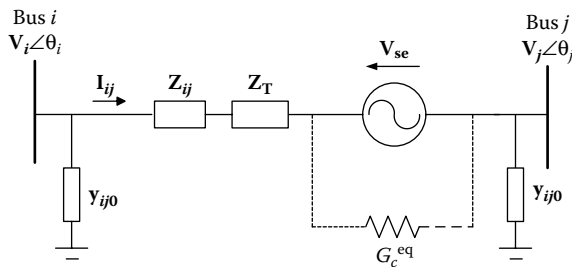 Bus i
V_i∠θ_i
I_ij
Z_ij
Z_T
V_se
Bus j
V_j∠θ_j
y_ij0
G_c^eq
y_ij0